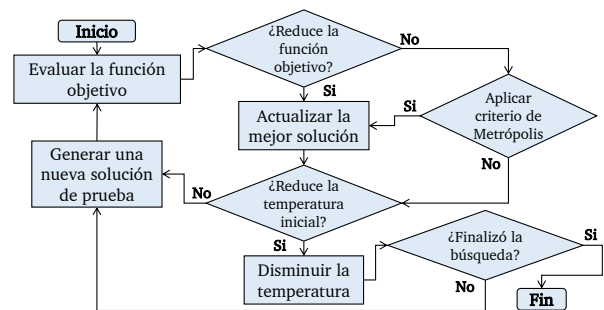 Inicio
Evaluar la función
objetivo
¿Reduce la
función
objetivo?
No
Si
Aplicar
criterio de
Metrópolis
Si
No
Actualizar la
mejor solución
Generar una
nueva solución
de prueba
¿Reduce la
temperatura
inicial?
No
Si
Disminuir la
temperatura
¿Finalizó la
búsqueda?
Si
No
Fin